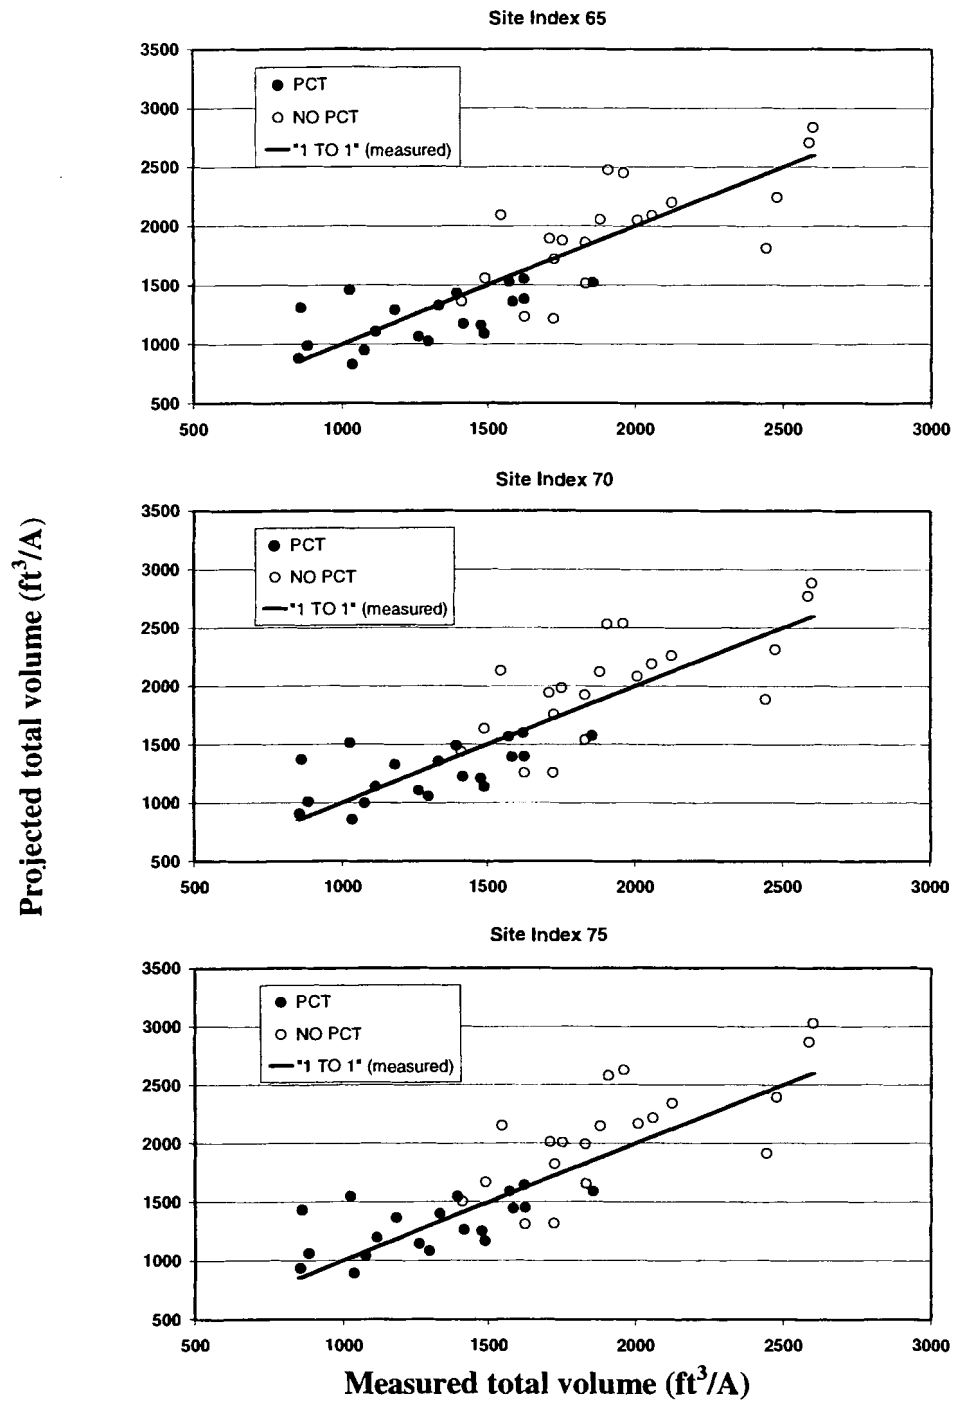 Site Index 65
3500
3000
2500
2000
1500
1000
500
PCT
NO PCT
"1 TO 1" (measured)
500 1000 1500 2000 2500 3000
Site Index 70
3500
3000
2500
2000
1500
1000
500
PCT
NO PCT
"1 TO 1" (measured)
500 1000 1500 2000 2500 3000
Projected total volume (ft³/A)
Site Index 75
3500
3000
2500
2000
1500
1000
500
PCT
NO PCT
"1 TO 1" (measured)
500 1000 1500 2000 2500 3000
Measured total volume (ft³/A)